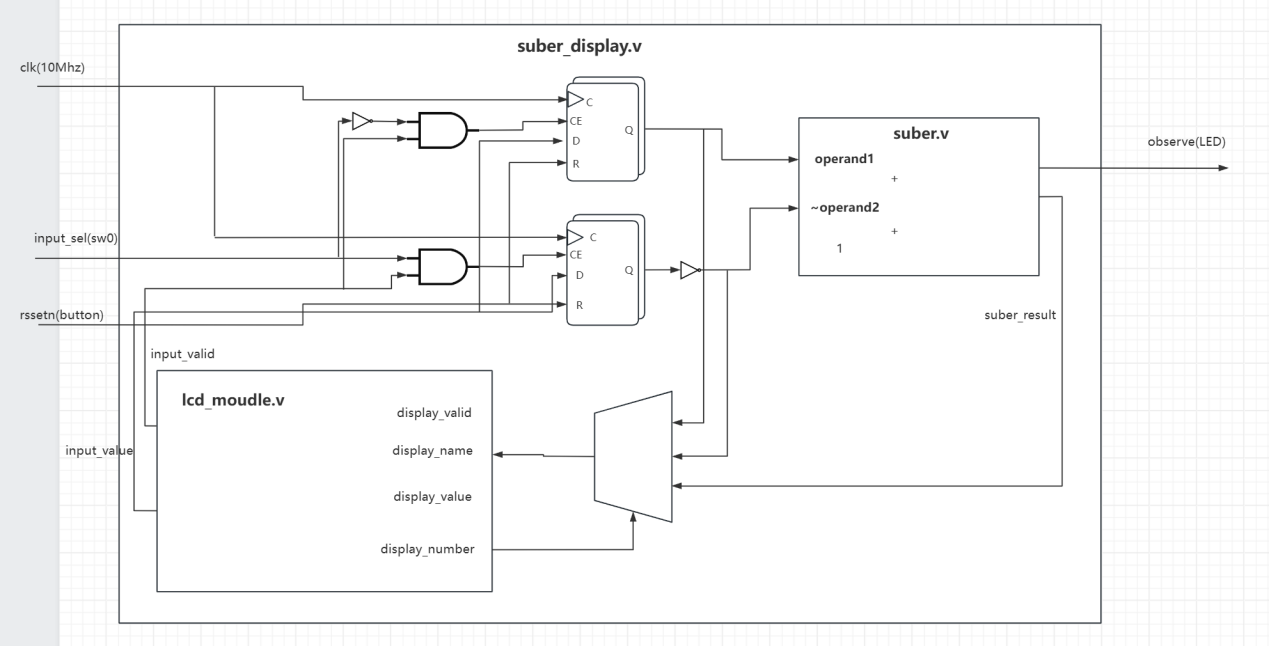 suber_display.v
clk(10Mhz)
C
CE
D
R
Q
suber.v
operand1
+
~operand2
+
1
observe(LED)
input_sel(sw0)
C
CE
D
R
Q
rssetn(button)
suber_result
input_valid
lcd_moudle.v
display_valid
display_name
input_value
display_value
display_number